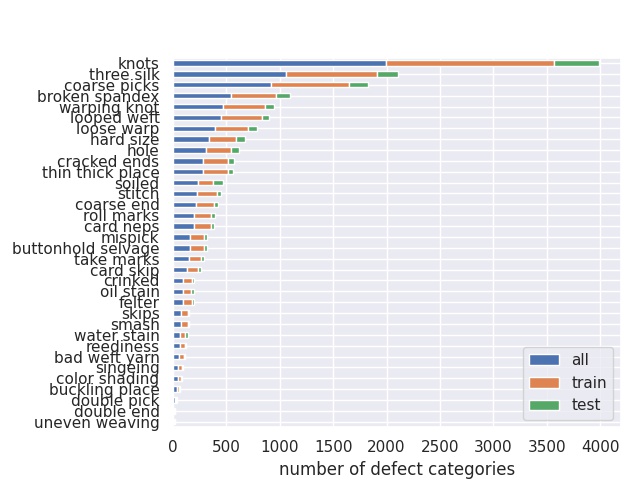 knots
three silk
coarse picks
broken spandex
warping knot
looped weft
loose warp
hard size
hole
cracked ends
thin thick place
soiled
stitch
coarse end
roll marks
card neps
mispick
buttonhold selvage
take marks
card skip
crinked
oil stain
felter
skips
smash
water stain
reediness
bad weft yarn
singeing
color shading
buckling place
double pick
double end
uneven weaving
all
train
test
0 500 1000 1500 2000 2500 3000 3500 4000
number of defect categories